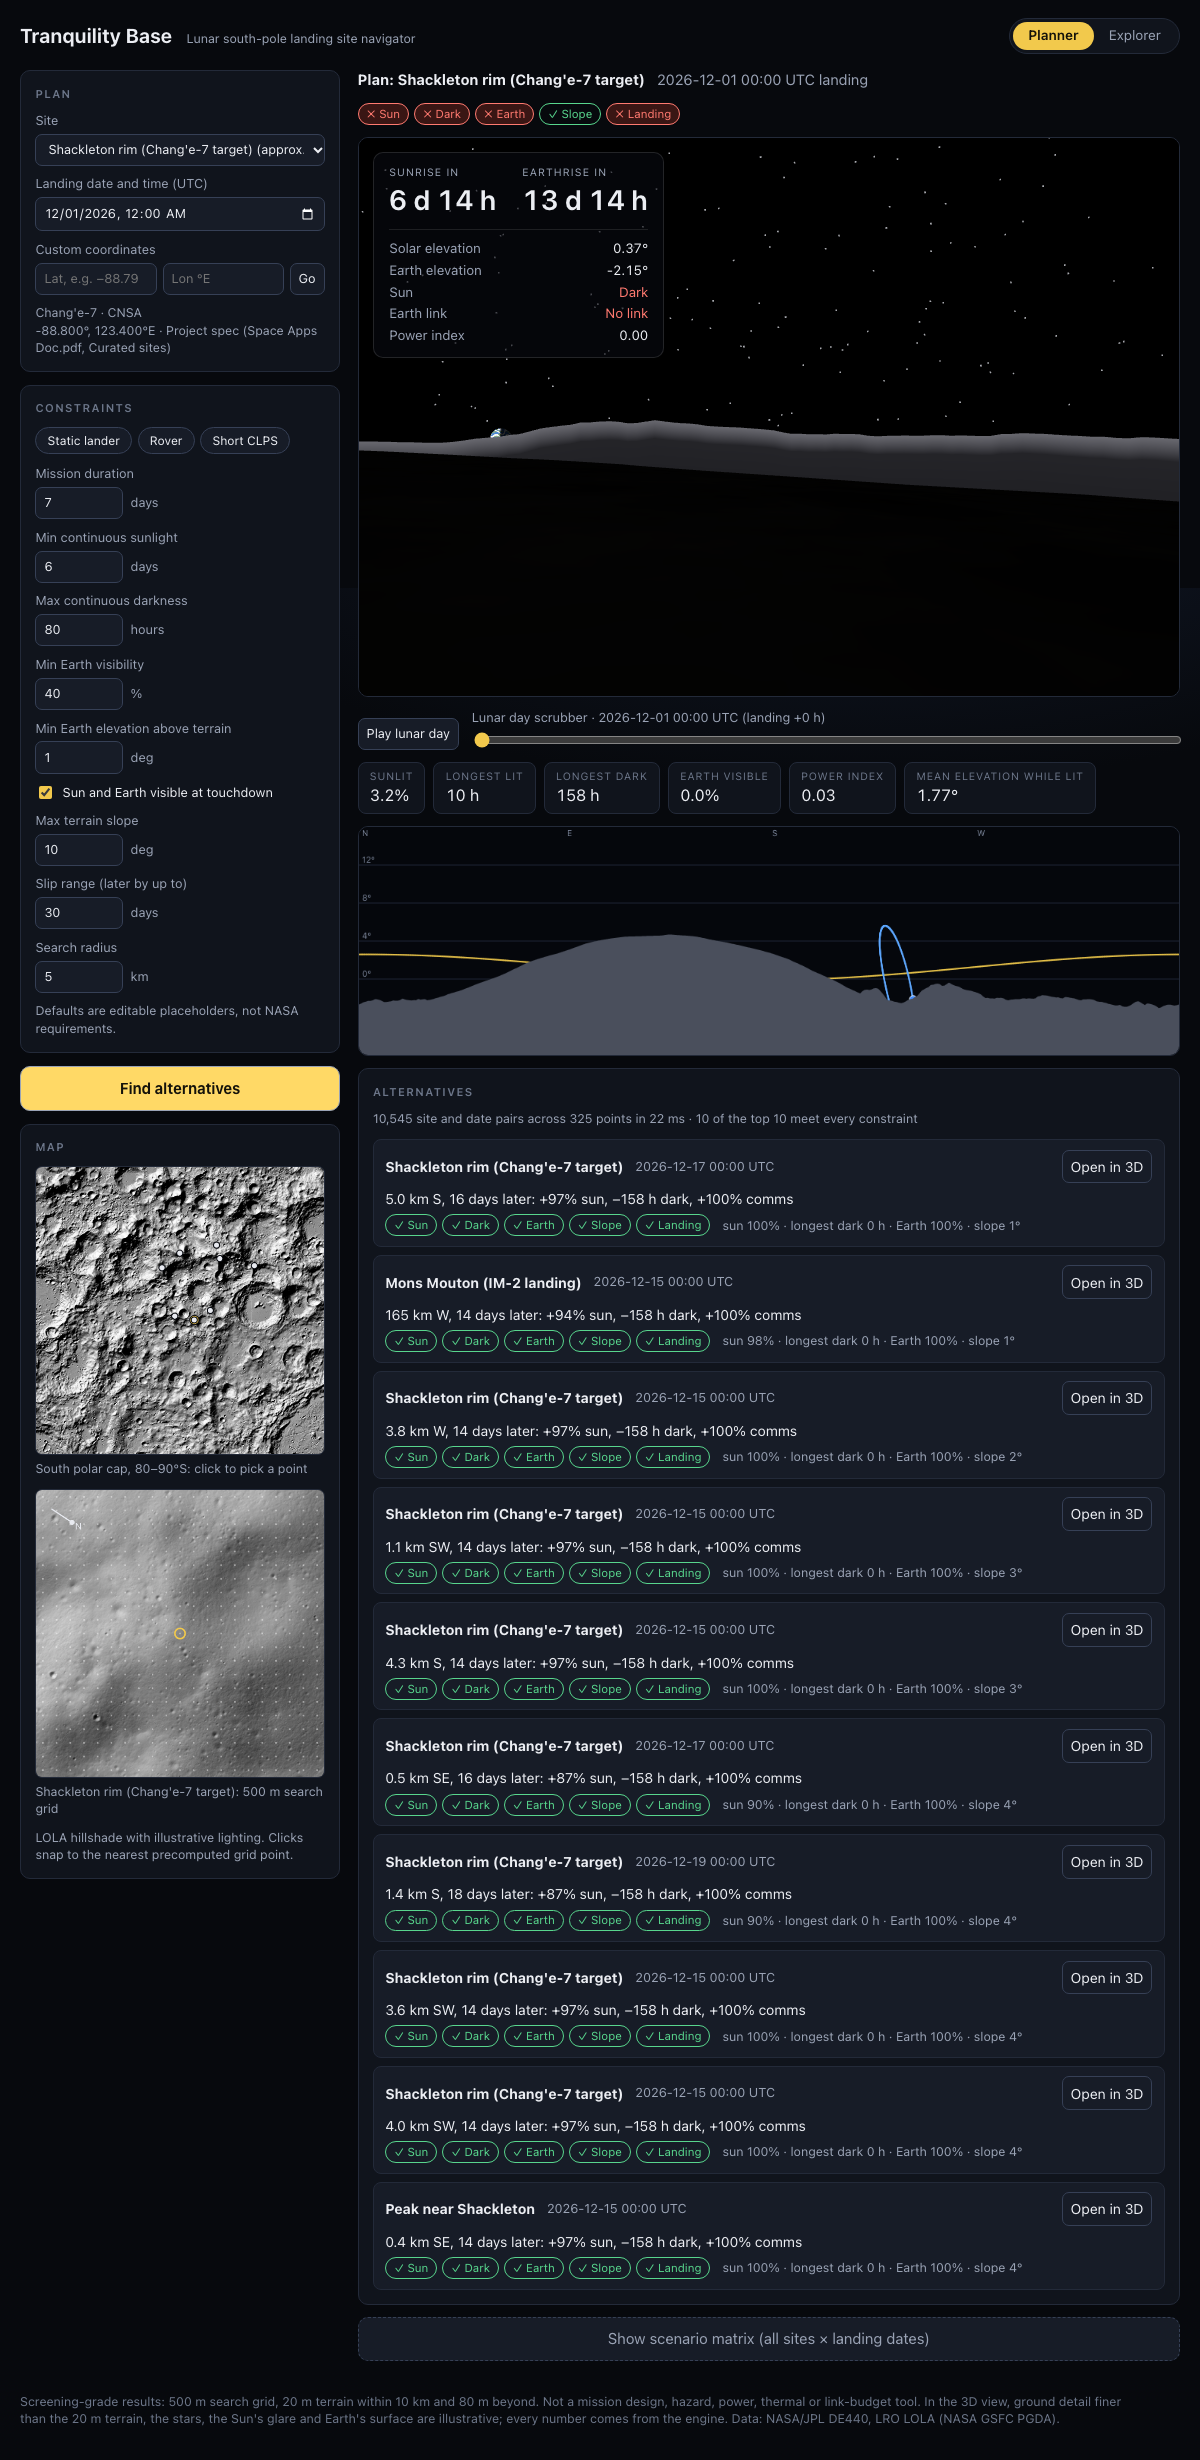 Tranquility Base
Lunar south-pole landing site navigator
Planner
Explorer
PLAN
Site
Shackleton rim (Chang'e-7 target) (approx.
Landing date and time (UTC)
12/01/2026, 12:00 AM
Custom coordinates
Lat, e.g. −88.79
Lon °E
Go
Chang'e-7 · CNSA
-88.800°, 123.400°E · Project spec (Space Apps
Doc.pdf, Curated sites)
CONSTRAINTS
Static lander
Rover
Short CLPS
Mission duration
7 days
Min continuous sunlight
6 days
Max continuous darkness
80 hours
Min Earth visibility
40 %
Min Earth elevation above terrain
1 deg
Sun and Earth visible at touchdown
Max terrain slope
10 deg
Slip range (later by up to)
30 days
Search radius
5 km
Defaults are editable placeholders, not NASA
requirements.
Find alternatives
MAP
South polar cap, 80–90°S: click to pick a point
N
Shackleton rim (Chang'e-7 target): 500 m search
grid
LOLA hillshade with illustrative lighting. Clicks
snap to the nearest precomputed grid point.
Plan: Shackleton rim (Chang'e-7 target) 2026-12-01 00:00 UTC landing
✕ Sun ✕ Dark ✕ Earth ✓ Slope ✕ Landing
SUNRISE IN
6 d 14 h
EARTHRISE IN
13 d 14 h
Solar elevation 0.37°
Earth elevation -2.15°
Sun Dark
Earth link No link
Power index 0.00
Play lunar day
Lunar day scrubber · 2026-12-01 00:00 UTC (landing +0 h)
SUNLIT
3.2%
LONGEST LIT
10 h
LONGEST DARK
158 h
EARTH VISIBLE
0.0%
POWER INDEX
0.03
MEAN ELEVATION WHILE LIT
1.77°
N E S W
12°
8°
4°
0°
ALTERNATIVES
10,545 site and date pairs across 325 points in 22 ms · 10 of the top 10 meet every constraint
Shackleton rim (Chang'e-7 target) 2026-12-17 00:00 UTC
Open in 3D
5.0 km S, 16 days later: +97% sun, −158 h dark, +100% comms
✓ Sun ✓ Dark ✓ Earth ✓ Slope ✓ Landing sun 100% · longest dark 0 h · Earth 100% · slope 1°
Mons Mouton (IM-2 landing) 2026-12-15 00:00 UTC
Open in 3D
165 km W, 14 days later: +94% sun, −158 h dark, +100% comms
✓ Sun ✓ Dark ✓ Earth ✓ Slope ✓ Landing sun 98% · longest dark 0 h · Earth 100% · slope 1°
Shackleton rim (Chang'e-7 target) 2026-12-15 00:00 UTC
Open in 3D
3.8 km W, 14 days later: +97% sun, −158 h dark, +100% comms
✓ Sun ✓ Dark ✓ Earth ✓ Slope ✓ Landing sun 100% · longest dark 0 h · Earth 100% · slope 2°
Shackleton rim (Chang'e-7 target) 2026-12-15 00:00 UTC
Open in 3D
1.1 km SW, 14 days later: +97% sun, −158 h dark, +100% comms
✓ Sun ✓ Dark ✓ Earth ✓ Slope ✓ Landing sun 100% · longest dark 0 h · Earth 100% · slope 3°
Shackleton rim (Chang'e-7 target) 2026-12-15 00:00 UTC
Open in 3D
4.3 km S, 14 days later: +97% sun, −158 h dark, +100% comms
✓ Sun ✓ Dark ✓ Earth ✓ Slope ✓ Landing sun 100% · longest dark 0 h · Earth 100% · slope 3°
Shackleton rim (Chang'e-7 target) 2026-12-17 00:00 UTC
Open in 3D
0.5 km SE, 16 days later: +87% sun, −158 h dark, +100% comms
✓ Sun ✓ Dark ✓ Earth ✓ Slope ✓ Landing sun 90% · longest dark 0 h · Earth 100% · slope 4°
Shackleton rim (Chang'e-7 target) 2026-12-19 00:00 UTC
Open in 3D
1.4 km S, 18 days later: +87% sun, −158 h dark, +100% comms
✓ Sun ✓ Dark ✓ Earth ✓ Slope ✓ Landing sun 90% · longest dark 0 h · Earth 100% · slope 4°
Shackleton rim (Chang'e-7 target) 2026-12-15 00:00 UTC
Open in 3D
3.6 km SW, 14 days later: +97% sun, −158 h dark, +100% comms
✓ Sun ✓ Dark ✓ Earth ✓ Slope ✓ Landing sun 100% · longest dark 0 h · Earth 100% · slope 4°
Shackleton rim (Chang'e-7 target) 2026-12-15 00:00 UTC
Open in 3D
4.0 km SW, 14 days later: +97% sun, −158 h dark, +100% comms
✓ Sun ✓ Dark ✓ Earth ✓ Slope ✓ Landing sun 100% · longest dark 0 h · Earth 100% · slope 4°
Peak near Shackleton 2026-12-15 00:00 UTC
Open in 3D
0.4 km SE, 14 days later: +97% sun, −158 h dark, +100% comms
✓ Sun ✓ Dark ✓ Earth ✓ Slope ✓ Landing sun 100% · longest dark 0 h · Earth 100% · slope 4°
Show scenario matrix (all sites × landing dates)
Screening-grade results: 500 m search grid, 20 m terrain within 10 km and 80 m beyond. Not a mission design, hazard, power, thermal or link-budget tool. In the 3D view, ground detail finer
than the 20 m terrain, the stars, the Sun's glare and Earth's surface are illustrative; every number comes from the engine. Data: NASA/JPL DE440, LRO LOLA (NASA GSFC PGDA).